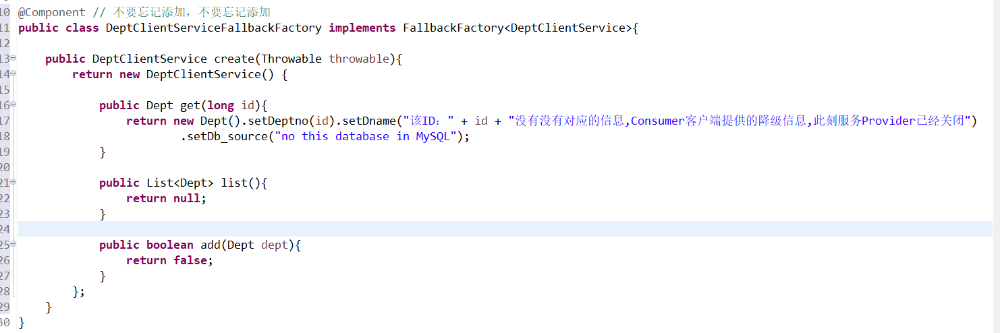 10 @Component // 不要忘记添加，不要忘记添加
11 public class DeptClientServiceFallbackFactory implements FallbackFactory<DeptClientService>{
12
13 public DeptClientService create(Throwable throwable){
14 return new DeptClientService() {
15
16 public Dept get(long id){
17 return new Dept().setDeptno(id).setDname("该ID：" + id + "没有没有对应的信息,Consumer客户端提供的降级信息,此刻服务Provider已经关闭")
18 .setDb_source("no this database in MySQL");
19 }
20
21 public List<Dept> list(){
22 return null;
23 }
24
25 public boolean add(Dept dept){
26 return false;
27 }
28 };
29 }
30 }